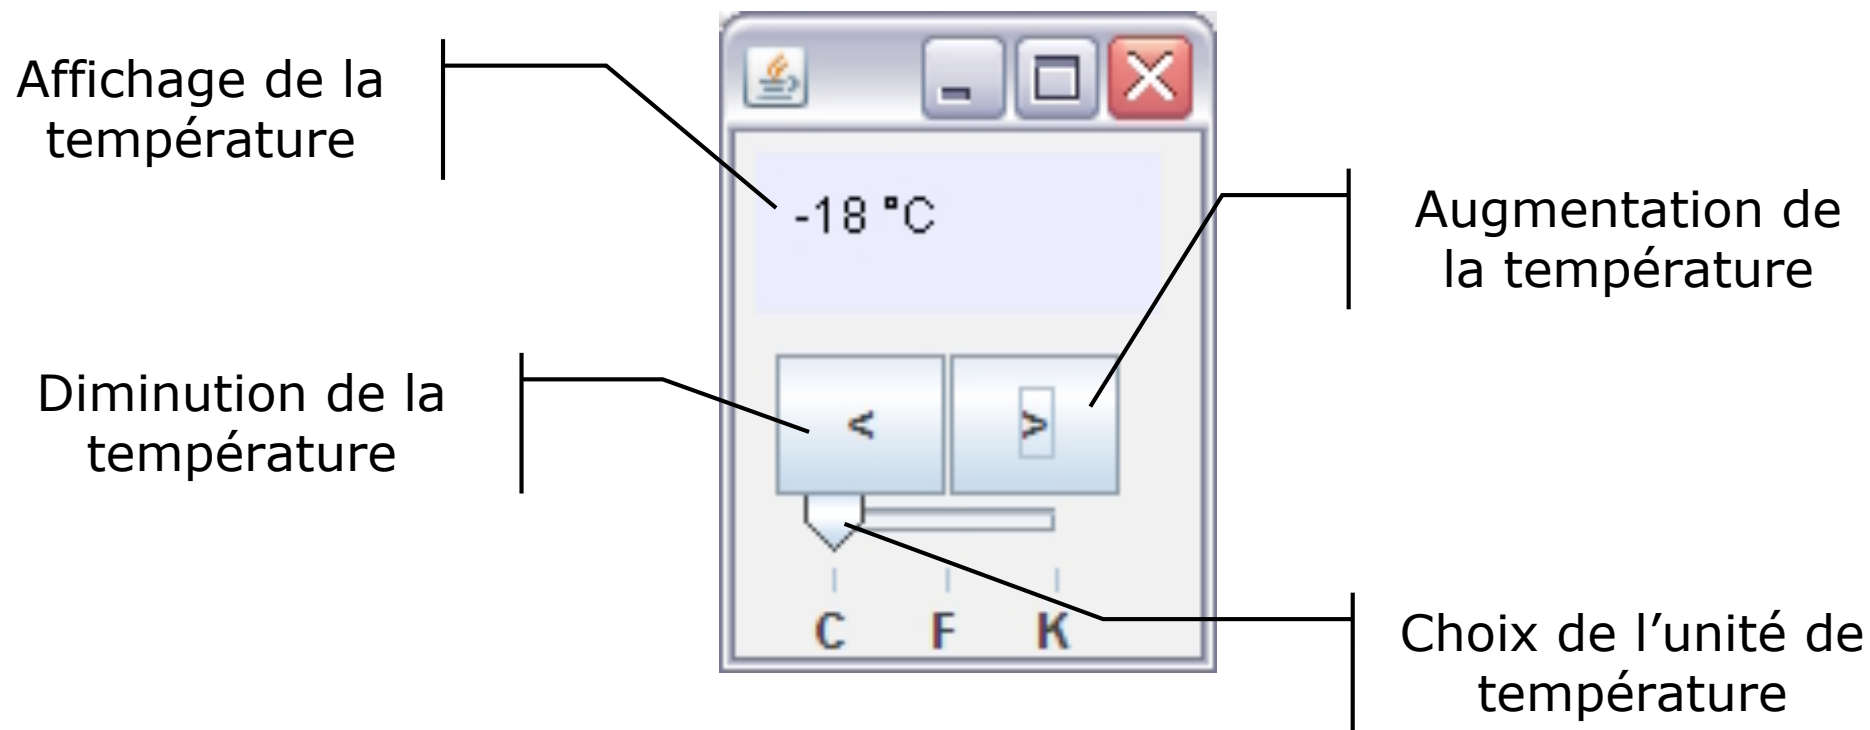 Affichage de la
température
-18 °C
Augmentation de
la température
Diminution de la
température
<
>
C F K
Choix de l’unité de
température